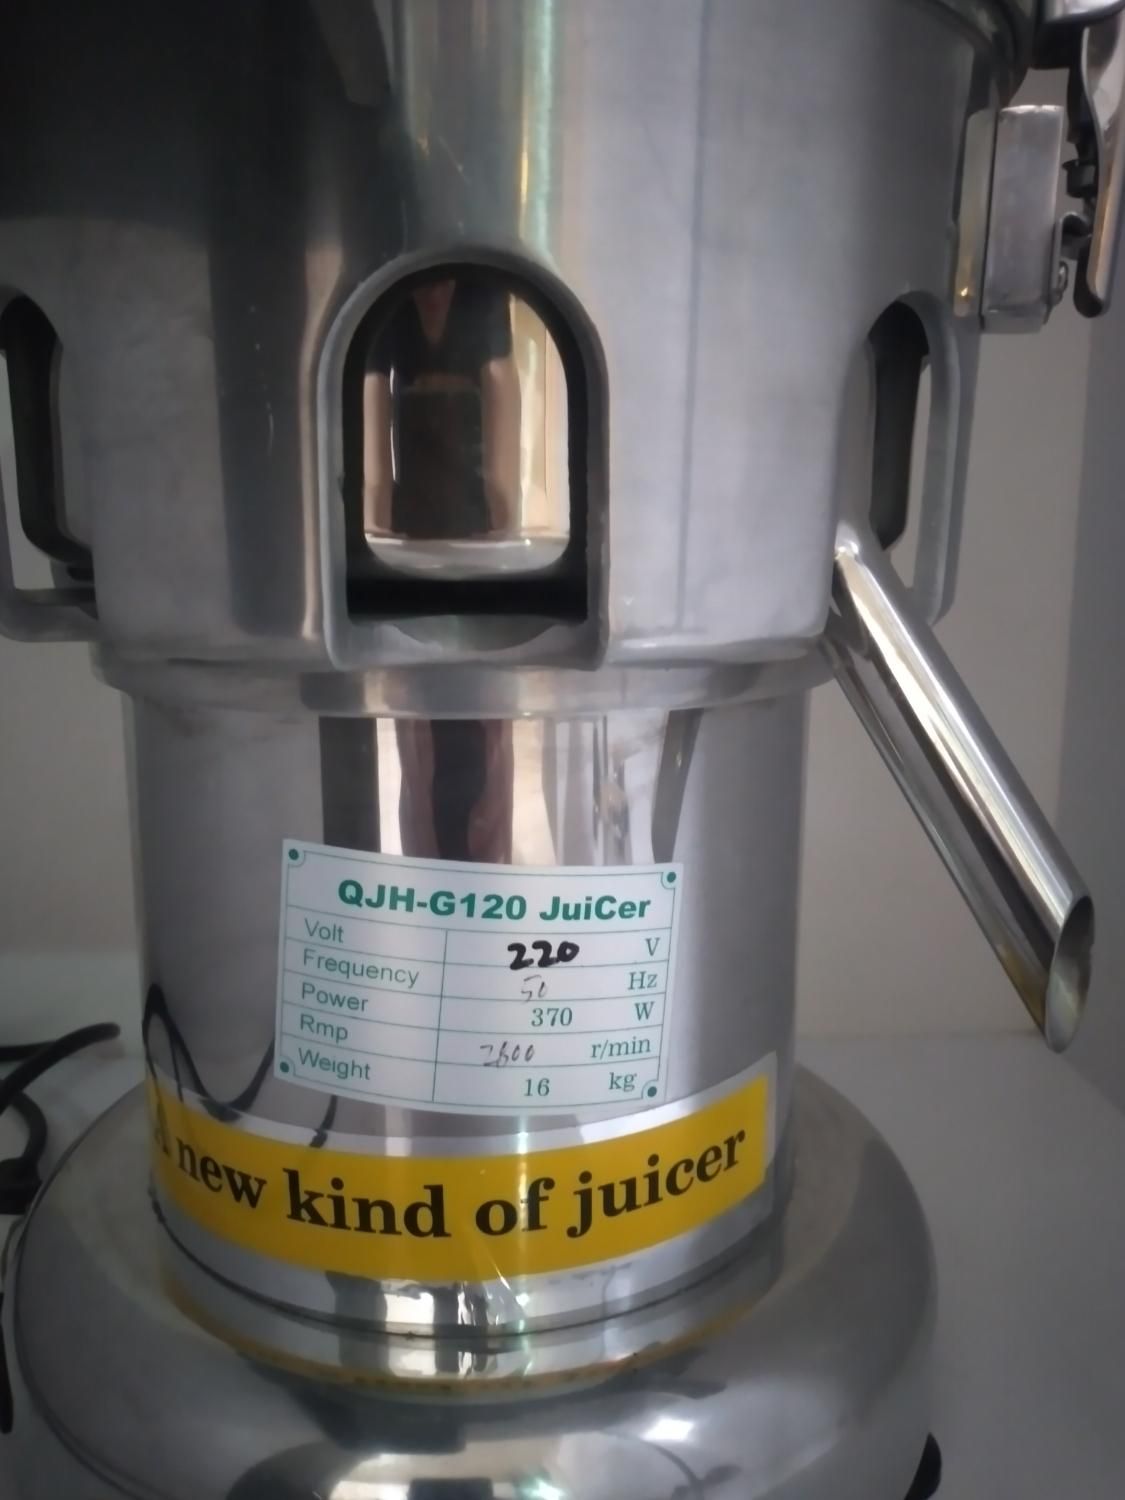 QJH-G120 JuiCer
Volt 220 V
Frequency 50 Hz
Power 370 W
Rmp 2800 r/min
Weight 16 kg
A new kind of juicer